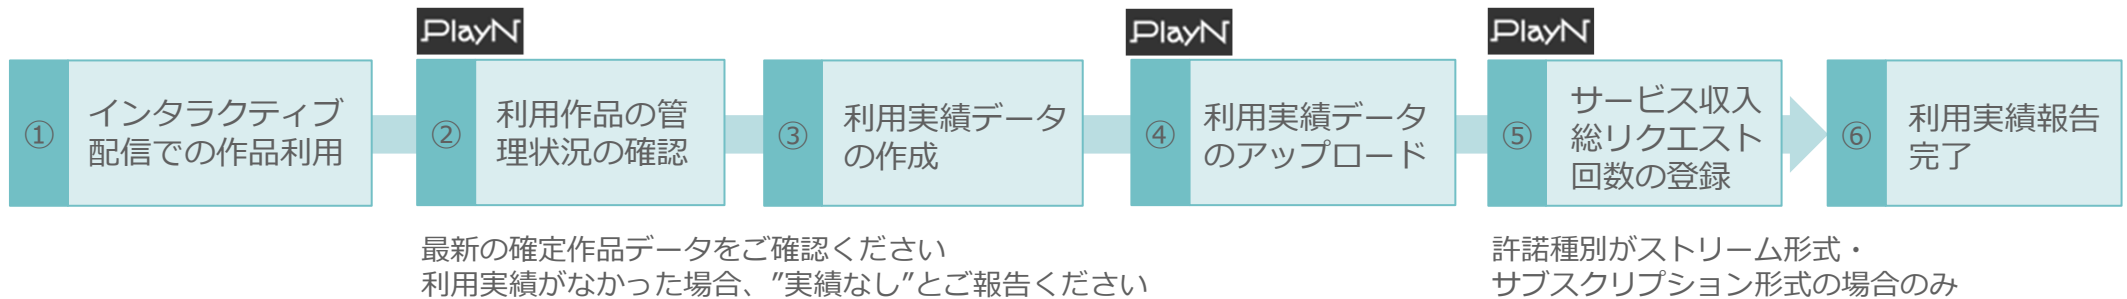 PlayN
PlayN
PlayN
①
インタラクティブ
配信での作品利用
②
利用作品の管
理状況の確認
③
利用実績データ
の作成
④
利用実績データ
のアップロード
⑤
サービス収入
総リクエスト
回数の登録
⑥
利用実績報告
完了
最新の確定作品データをご確認ください
利用実績がなかった場合、”実績なし”とご報告ください
許諾種別がストリーム形式・
サブスクリプション形式の場合のみ